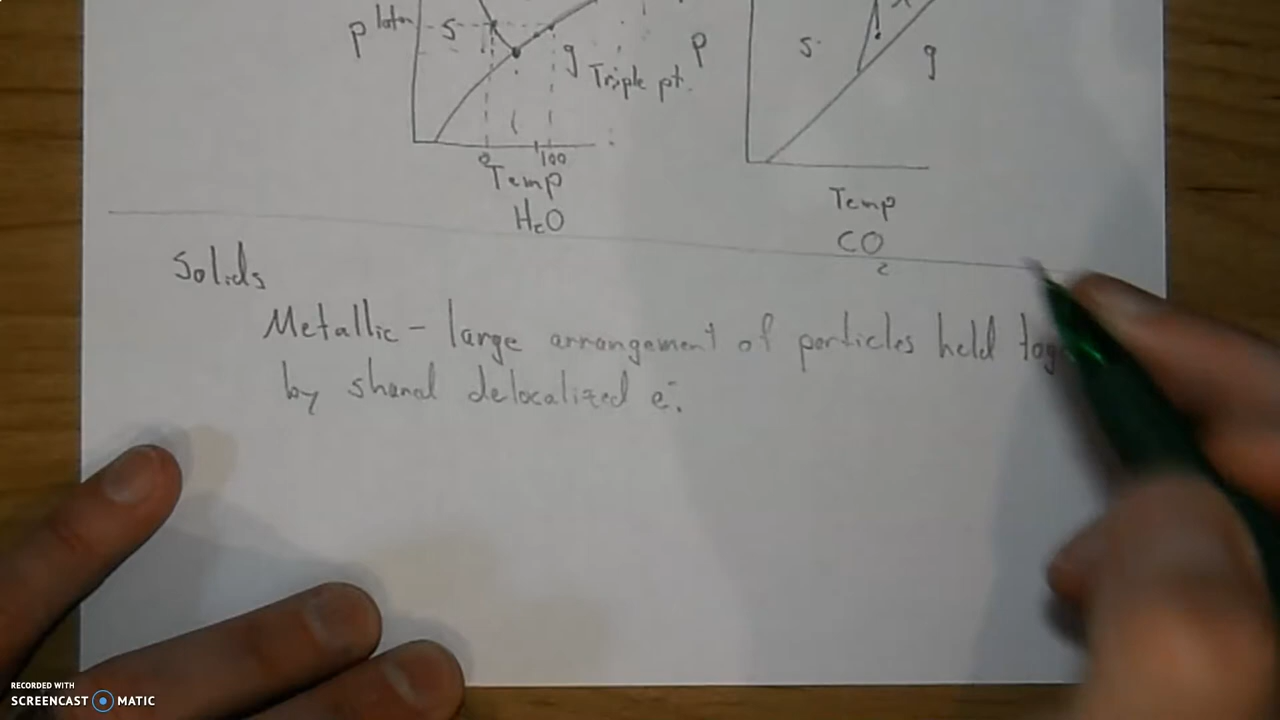 P 1atm S
g Triple pt.
0 100
Temp
H2O
P S g
Temp
CO2
Solids
Metallic - large arrangement of particles held tog
by shared delocalized e-.
RECORDED WITH
SCREENCAST MATIC